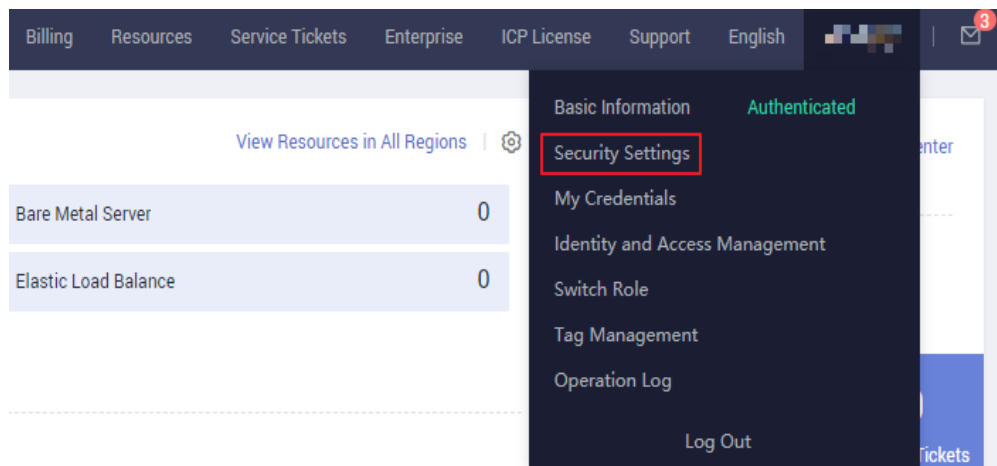 Billing Resources Service Tickets Enterprise ICP License Support English 3
Basic Information Authenticated
View Resources in All Regions
Security Settings
My Credentials
Bare Metal Server 0
Identity and Access Management
Elastic Load Balance 0
Switch Role
Tag Management
Operation Log
Log Out
Tickets